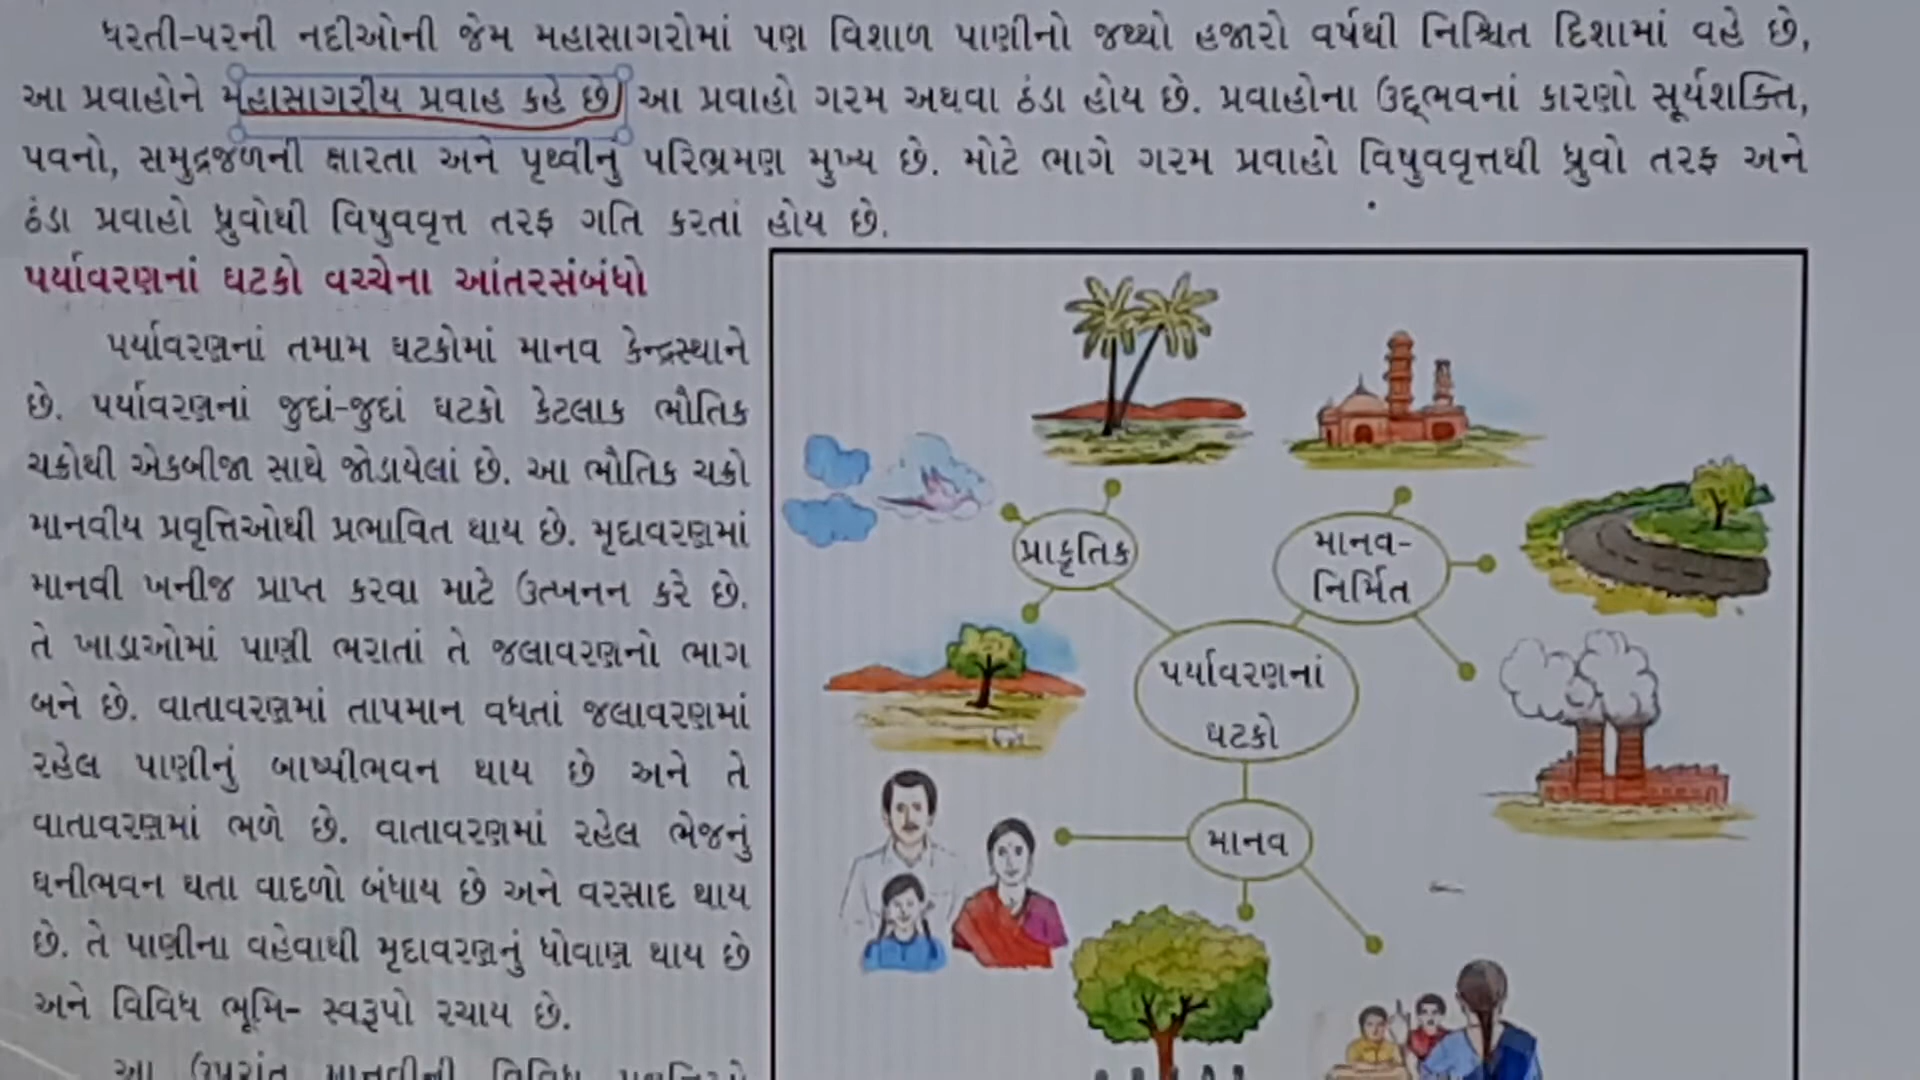 ધરતી-પરની નદીઓની જેમ મહાસાગરોમાં પણ વિશાળ પાણીનો જથ્થો હજારો વર્ષથી નિશ્ચિત દિશામાં વહે છે,
આ પ્રવાહોને મહાસાગરીય પ્રવાહ કહે છે. આ પ્રવાહો ગરમ અથવા ઠંડા હોય છે. પ્રવાહોના ઉદ્ભવનાં કારણો સૂર્યશક્તિ,
પવનો, સમુદ્રજળની ક્ષારતા અને પૃથ્વીનું પરિભ્રમણ મુખ્ય છે. મોટે ભાગે ગરમ પ્રવાહો વિષુવવૃત્તથી ધ્રુવો તરફ અને
ઠંડા પ્રવાહો ધ્રુવોથી વિષુવવૃત્ત તરફ ગતિ કરતાં હોય છે.
પર્યાવરણનાં ઘટકો વચ્ચેના આંતરસંબંધો
પર્યાવરણનાં તમામ ઘટકોમાં માનવ કેન્દ્રસ્થાને
છે. પર્યાવરણનાં જુદાં-જુદાં ઘટકો કેટલાક ભૌતિક
ચક્રોથી એકબીજા સાથે જોડાયેલાં છે. આ ભૌતિક ચક્રો
માનવીય પ્રવૃત્તિઓથી પ્રભાવિત થાય છે. મૃદાવરણમાં
માનવી ખનીજ પ્રાપ્ત કરવા માટે ઉત્ખનન કરે છે.
તે ખાડાઓમાં પાણી ભરાતાં તે જલાવરણનો ભાગ
બને છે. વાતાવરણમાં તાપમાન વધતાં જલાવરણમાં
રહેલ પાણીનું બાષ્પીભવન થાય છે અને તે
વાતાવરણમાં ભળે છે. વાતાવરણમાં રહેલ ભેજનું
ઘનીભવન થતા વાદળો બંધાય છે અને વરસાદ થાય
છે. તે પાણીના વહેવાથી મૃદાવરણનું ધોવાણ થાય છે
અને વિવિધ ભૂમિ- સ્વરૂપો રચાય છે.
આ ઉપરાંત માનવીની વિવિધ
પ્રાકૃતિક
માનવ-
નિર્મિત
પર્યાવરણનાં
ઘટકો
માનવ